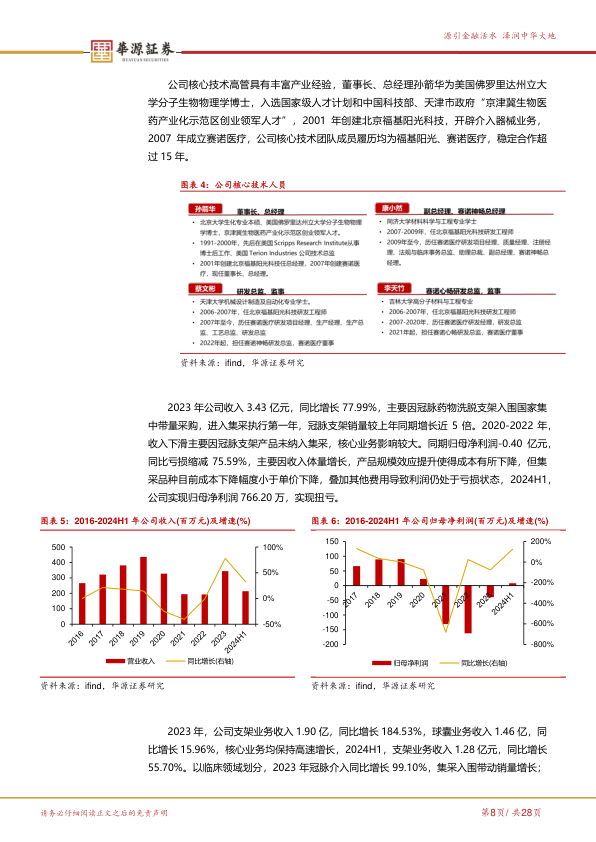 源引金融活水 泽润中华大地
华源证券
HUAYUAN SECURITIES
公司核心技术高管具有丰富产业经验，董事长、总经理孙箭华为美国佛罗里达州立大
学分子生物物理学博士，入选国家级人才计划和中国科技部、天津市政府“京津冀生物医
药产业化示范区创业领军人才”，2001 年创建北京福基阳光科技，开辟介入器械业务，
2007 年成立赛诺医疗，公司核心技术团队成员履历均为福基阳光、赛诺医疗，稳定合作超
过 15 年。
图表 4：公司核心技术人员
孙箭华 董事长、总经理
• 北京大学生化专业本硕、美国佛罗里达州立大学分子生物物理
学博士，京津冀生物医药产业化示范区创业领军人才。
• 1991-2000年，先后在美国Scripps Research Institute从事
博士后工作、美国 Terion Industries 公司技术总监
• 2001年创建北京福基阳光科技任总经理，2007年创建赛诺医
疗，现任董事长、总经理。
康小然 副总经理、赛诺神畅总经理
• 同济大学材料科学与工程专业学士
• 2007-2009年，任北京福基阳光科技研发工程师
• 2009年至今，历任赛诺医疗研发项目经理、质量经理、注册经
理、法规与临床事务总监、助理总裁、副总经理、赛诺神畅总
经理。
蔡文彬 研发总监、监事
• 天津大学机械设计制造及自动化专业学士。
• 2006-2007年，任北京福基阳光科技研发工程师
• 2007年至今，历任赛诺医疗研发项目经理、生产经理、生产总
监、工艺总监、研发总监
• 2022年起，担任赛诺神畅研发总监、赛诺医疗监事
李天竹 赛诺心畅研发总监、监事
• 吉林大学高分子材料与工程专业
• 2006-2007年，任北京福基阳光科技研发工程师
• 2007-2020年，历任赛诺医疗研发经理、研发总监
• 2021年起，担任赛诺心畅研发总监、赛诺医疗监事
资料来源：ifind，华源证券研究
2023 年公司收入 3.43 亿元，同比增长 77.99%，主要因冠脉药物洗脱支架入围国家集
中带量采购，进入集采执行第一年，冠脉支架销量较上年同期增长近 5 倍。2020-2022 年，
收入下滑主要因冠脉支架产品未纳入集采，核心业务影响较大。同期归母净利润-0.40 亿元，
同比亏损缩减 75.59%，主要因收入体量增长，产品规模效应提升使得成本有所下降，但集
采品种目前成本下降幅度小于单价下降，叠加其他费用导致利润仍处于亏损状态，2024H1，
公司实现归母净利润 766.20 万，实现扭亏。
图表 5：2016-2024H1 年公司收入(百万元)及增速(%)
500
400
300
200
100
0
100%
50%
0%
-50%
2016 2017 2018 2019 2020 2021 2022 2023 2024H1
营业收入 同比增长(右轴)
资料来源：ifind，华源证券研究
图表 6：2016-2024H1 年公司归母净利润(百万元)及增速(%)
150
100
50
0
-50
-100
-150
-200
200%
0%
-200%
-400%
-600%
-800%
2017 2018 2019 2020 2021 2022 2023 2024H1
归母净利润 同比增长(右轴)
资料来源：ifind，华源证券研究
2023 年，公司支架业务收入 1.90 亿，同比增长 184.53%，球囊业务收入 1.46 亿，同
比增长 15.96%，核心业务均保持高速增长，2024H1，支架业务收入 1.28 亿元，同比增长
55.70%。以临床领域划分，2023 年冠脉介入同比增长 99.10%，集采入围带动销量增长；
请务必仔细阅读正文之后的免责声明
第8页/ 共28页